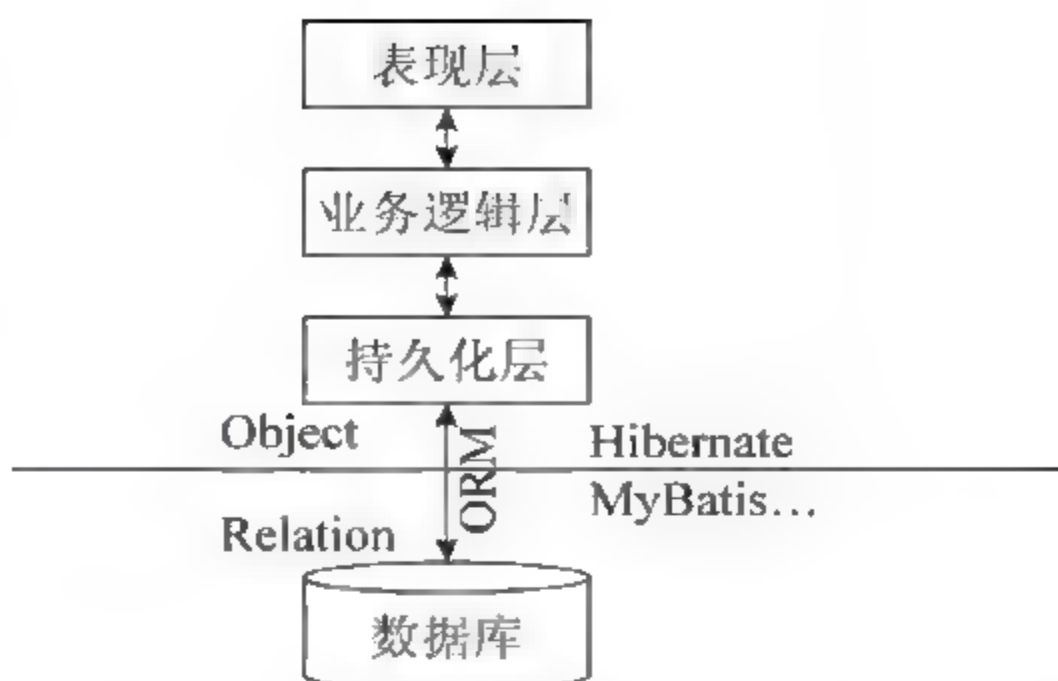 表现层
业务逻辑层
持久化层
Object
Hibernate
ORM
MyBatis…
Relation
数据库